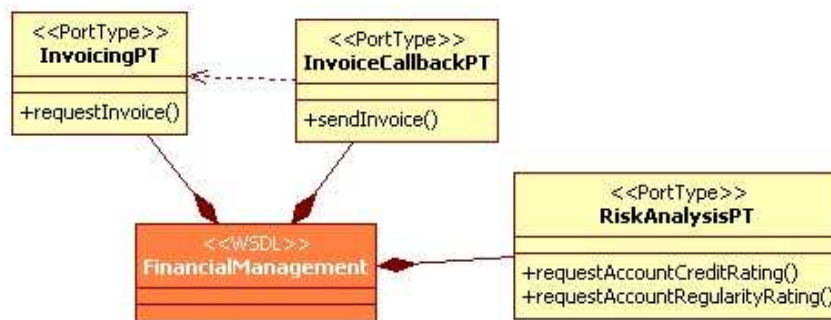 <<PortType>>
InvoicingPT
+requestInvoice()
<<PortType>>
InvoiceCallbackPT
+sendInvoice()
<<PortType>>
RiskAnalysisPT
+requestAccountCreditRating()
+requestAccountRegularityRating()
<<WSDL>>
FinancialManagement